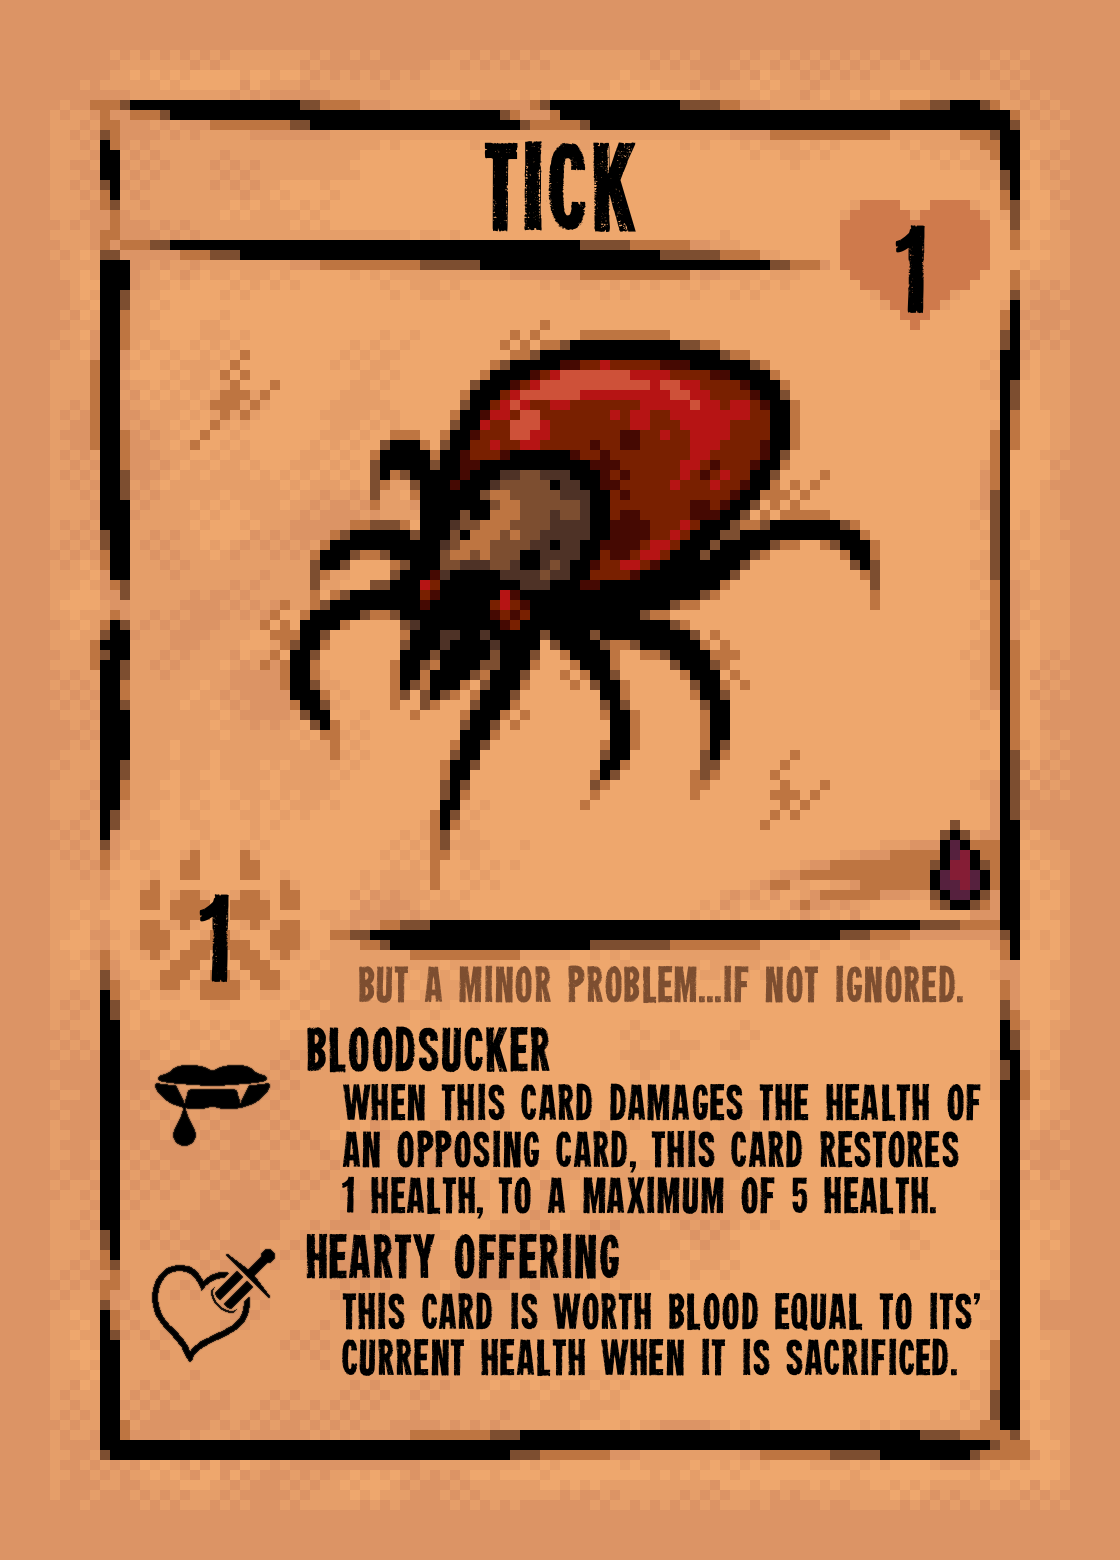 TICK
1
1
BUT A MINOR PROBLEM...IF NOT IGNORED.
BLOODSUCKER
WHEN THIS CARD DAMAGES THE HEALTH OF
AN OPPOSING CARD, THIS CARD RESTORES
1 HEALTH, TO A MAXIMUM OF 5 HEALTH.
HEARTY OFFERING
THIS CARD IS WORTH BLOOD EQUAL TO ITS'
CURRENT HEALTH WHEN IT IS SACRIFICED.